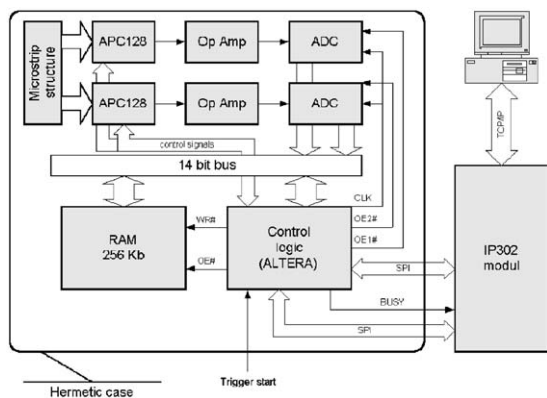 Microstrip
structure
APC128
Op Amp
ADC
APC128
Op Amp
ADC
control signals
14 bit bus
TCP/IP
RAM
256 Kb
WR#
OE#
Control
logic
(ALTERA)
CLK
OE2#
OE1#
SPI
BUSY
SPI
IP302
modul
Trigger start
Hermetic case